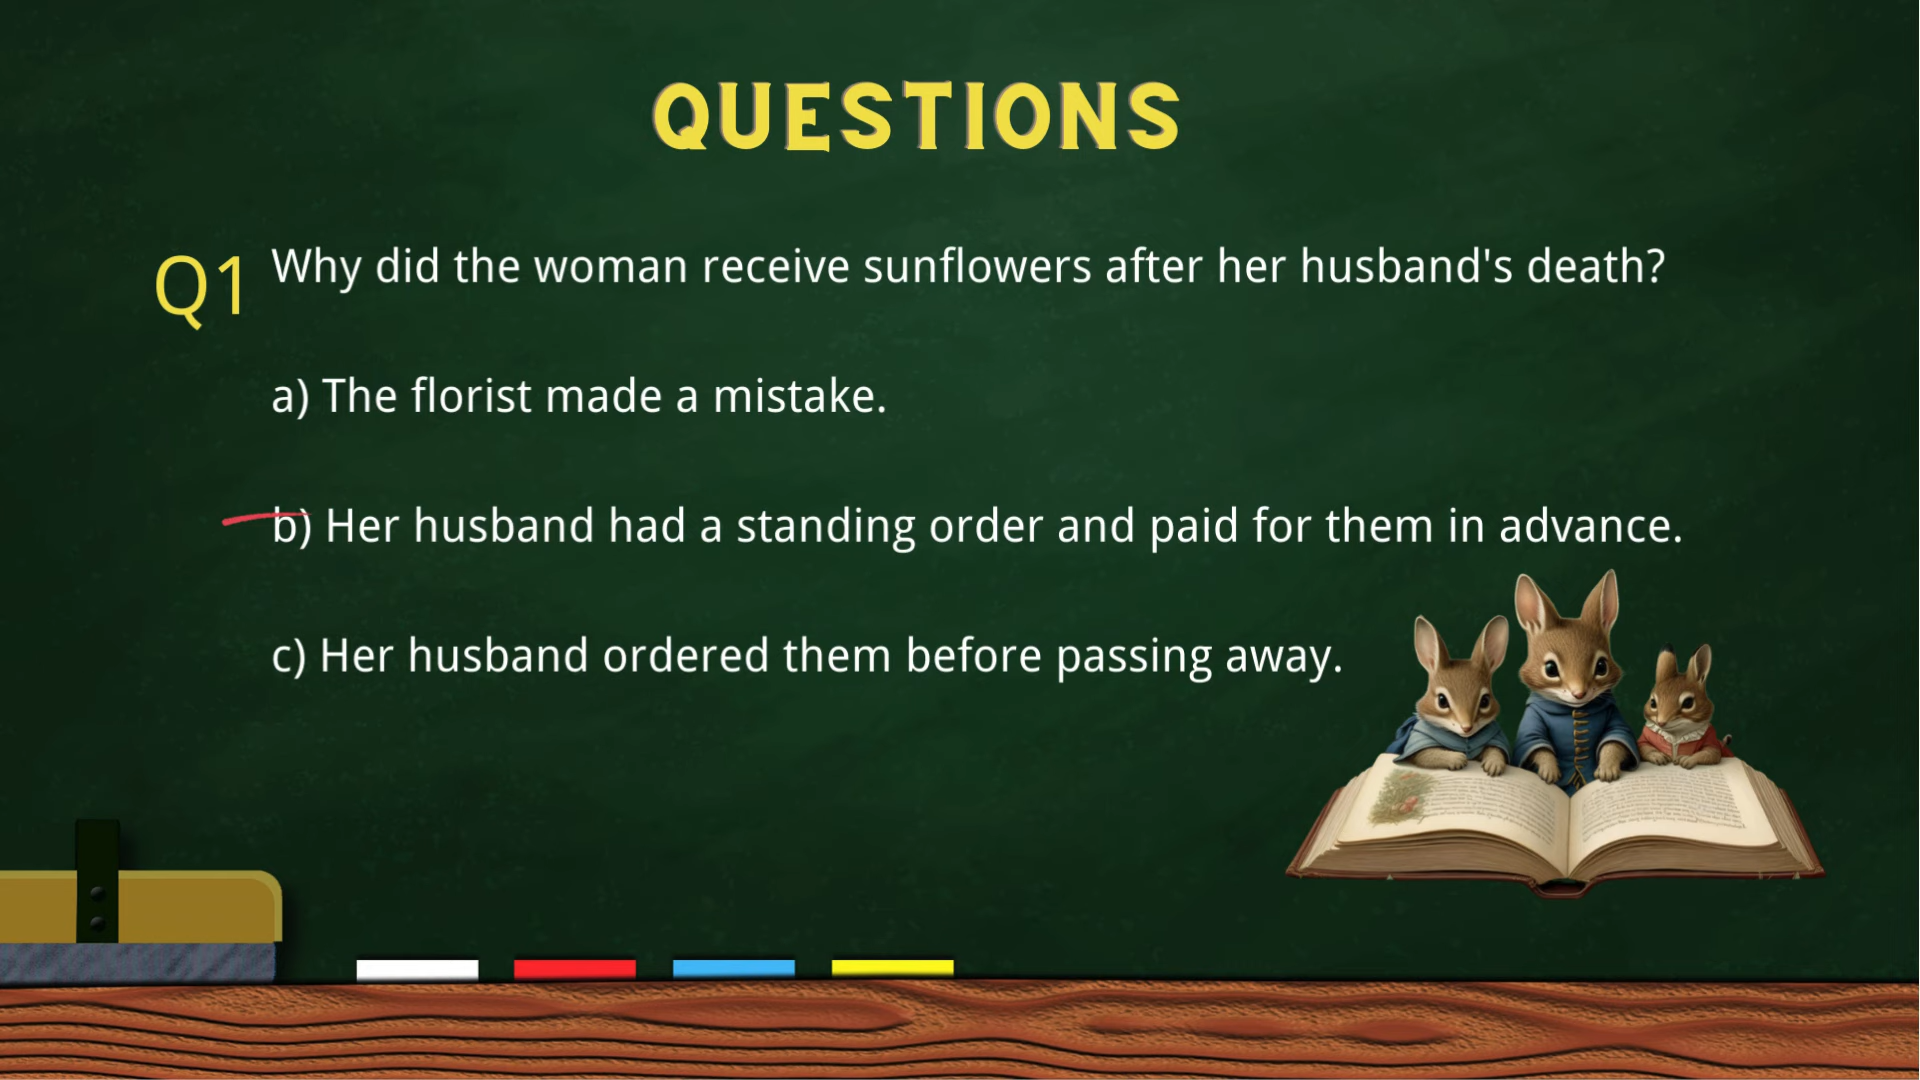 QUESTIONS
Q1 Why did the woman receive sunflowers after her husband's death?
a) The florist made a mistake.
b) Her husband had a standing order and paid for them in advance.
c) Her husband ordered them before passing away.